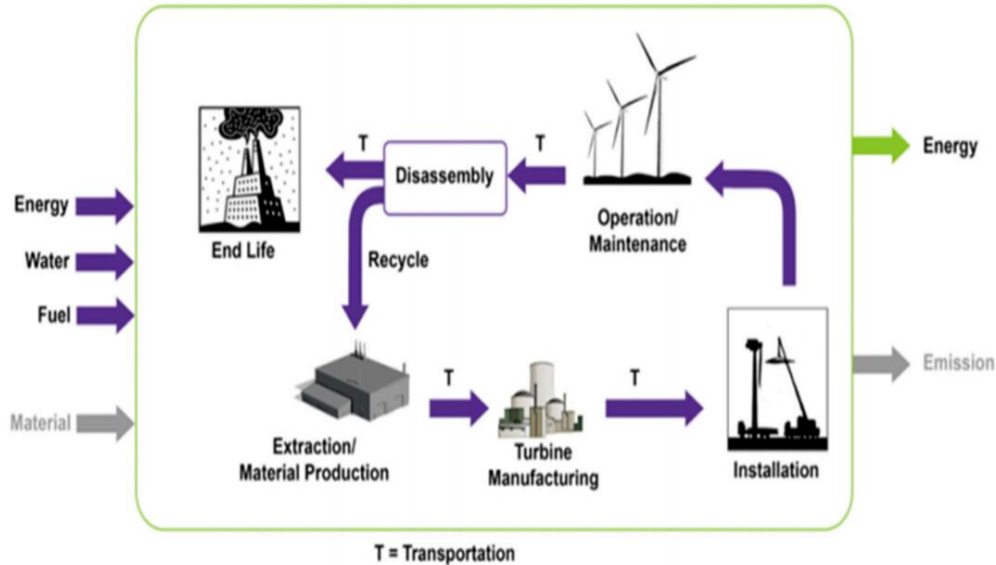 Energy
Water
Fuel
Material
T
Disassembly
T
End Life
Recycle
Operation/
Maintenance
Energy
Emission
Extraction/
Material Production
T
Turbine
Manufacturing
T
Installation
T = Transportation